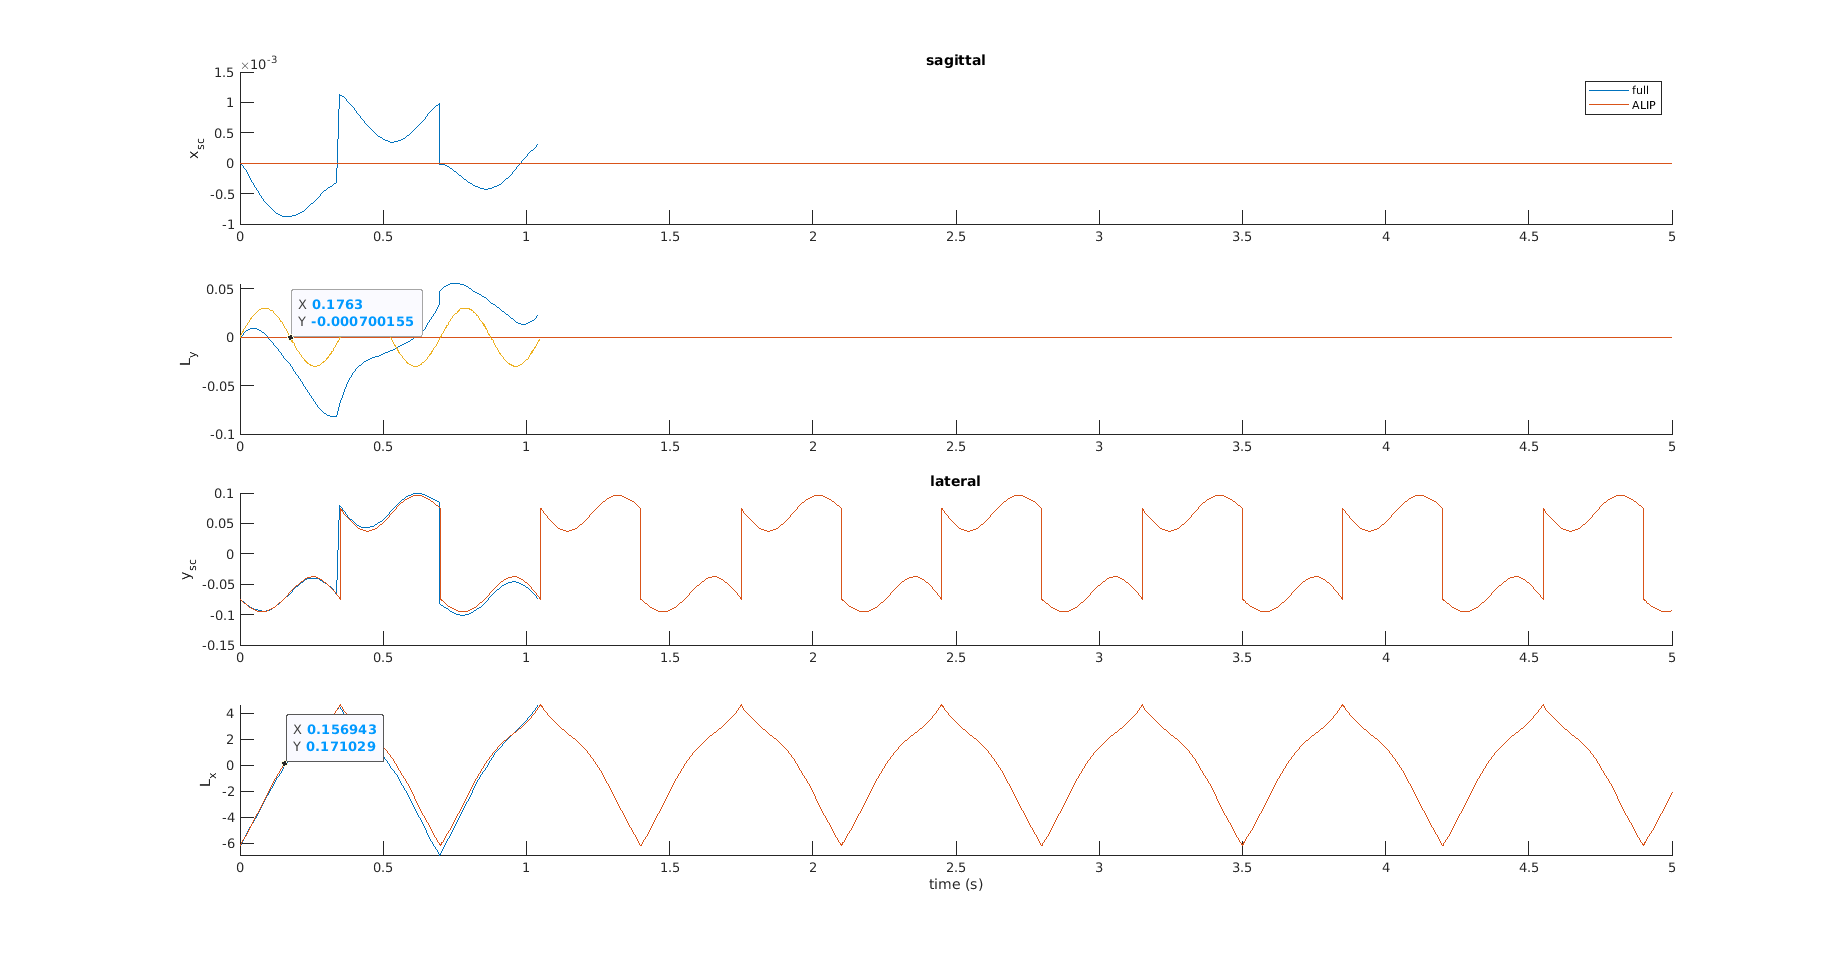 sagittal
×10⁻³
1.5
1
0.5
0
-0.5
-1
x_sc
full
ALIP
0 0.5 1 1.5 2 2.5 3 3.5 4 4.5 5
0.05
0
-0.05
-0.1
L_y
X 0.1763
Y -0.000700155
0 0.5 1 1.5 2 2.5 3 3.5 4 4.5 5
lateral
0.1
0.05
0
-0.05
-0.1
-0.15
y_sc
0 0.5 1 1.5 2 2.5 3 3.5 4 4.5 5
4
2
0
-2
-4
-6
L_x
X 0.156943
Y 0.171029
0 0.5 1 1.5 2 2.5 3 3.5 4 4.5 5
time (s)